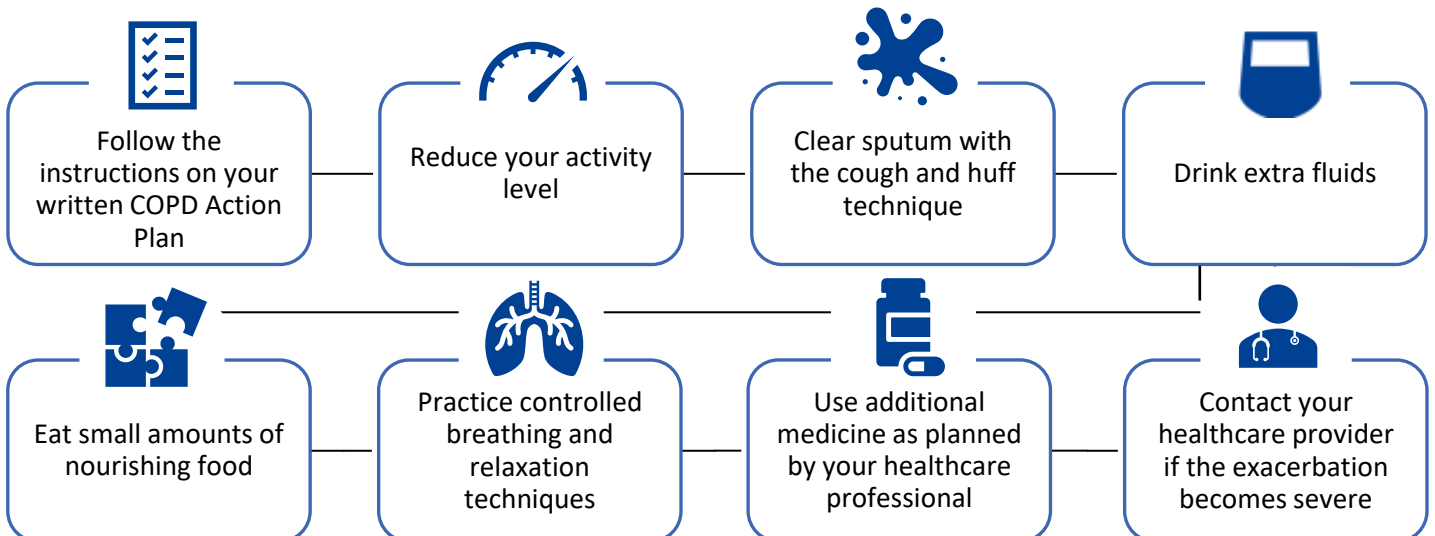 Follow the
instructions on your
written COPD Action
Plan
Reduce your activity
level
Clear sputum with
the cough and huff
technique
Drink extra fluids
Eat small amounts of
nourishing food
Practice controlled
breathing and
relaxation
techniques
Use additional
medicine as planned
by your healthcare
professional
Contact your
healthcare provider
if the exacerbation
becomes severe